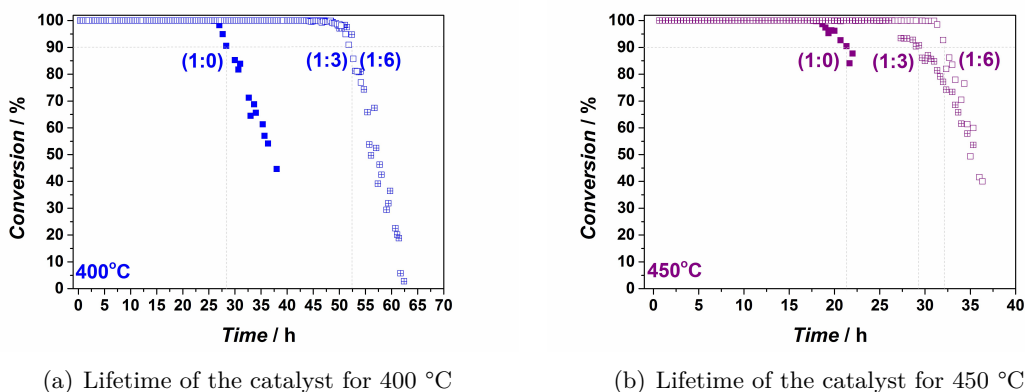 100
90
80
70
60
50
40
30
20
10
0
Conversion / %
(1:0)
(1:3)
(1:6)
400°C
0 5 10 15 20 25 30 35 40 45 50 55 60 65 70
Time / h
(a) Lifetime of the catalyst for 400 °C
100
90
80
70
60
50
40
30
20
10
0
Conversion / %
(1:0)
(1:3)
(1:6)
450°C
0 5 10 15 20 25 30 35 40
Time / h
(b) Lifetime of the catalyst for 450 °C